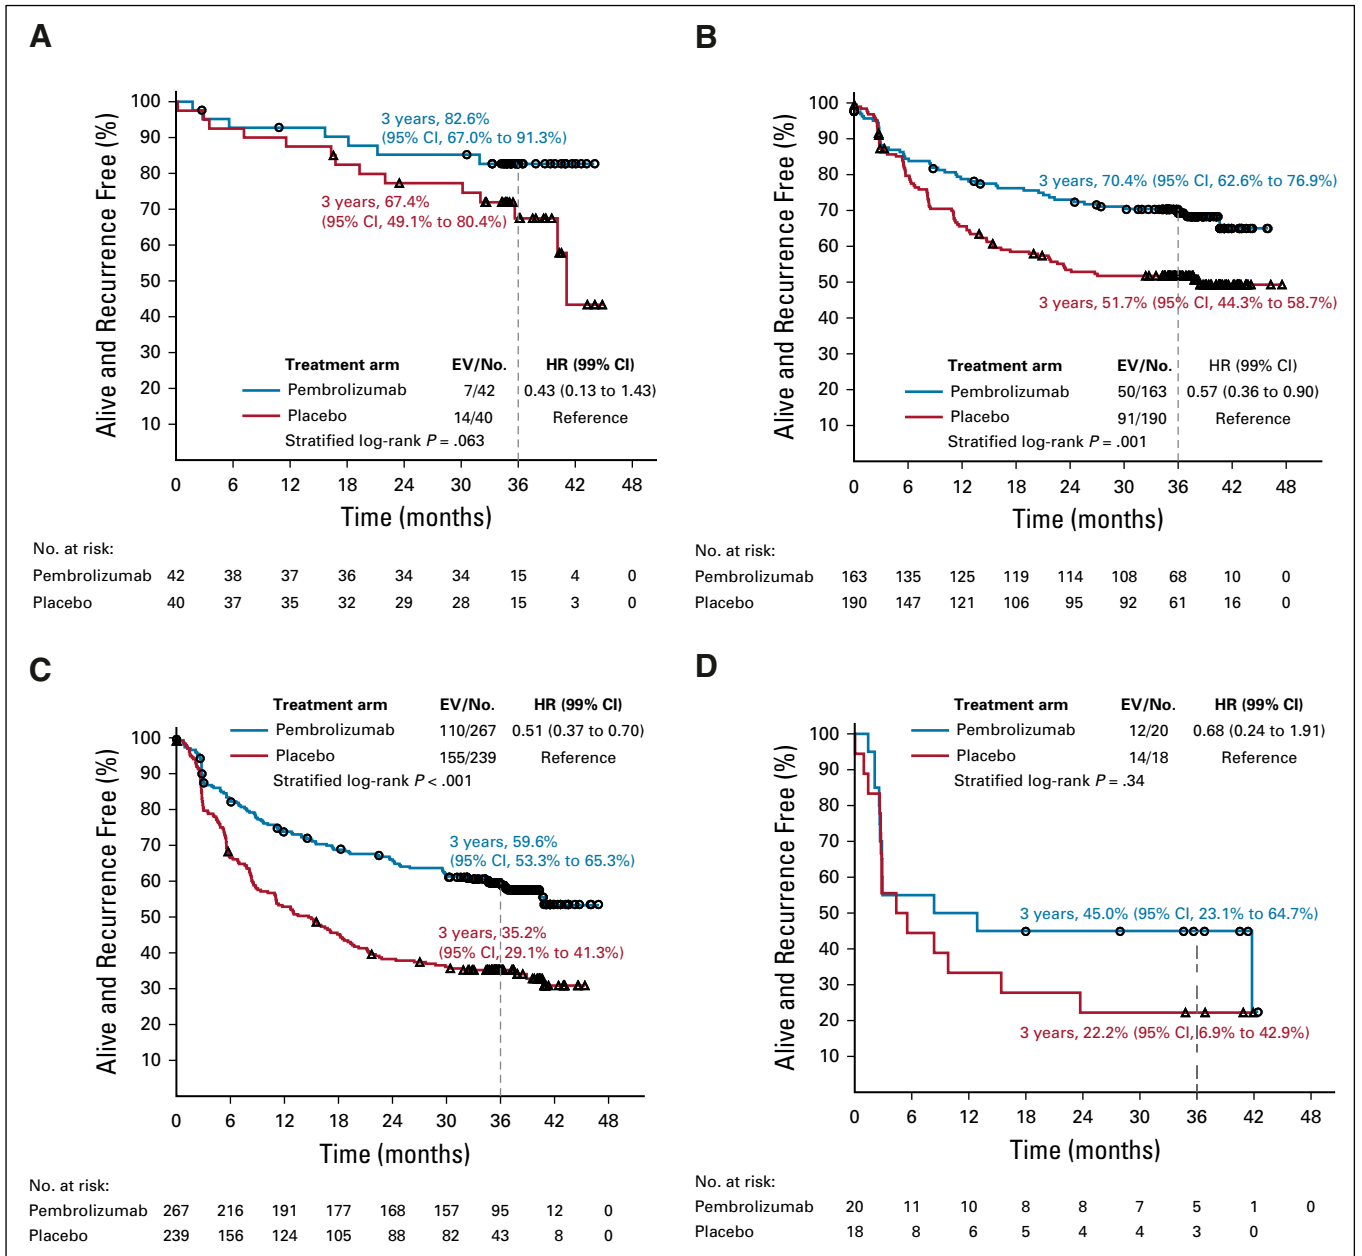 A
100
90
80
70
60
50
40
30
20
10
Alive and Recurrence Free (%)
3 years, 82.6%
(95% CI, 67.0% to 91.3%)
3 years, 67.4%
(95% CI, 49.1% to 80.4%)
Treatment arm EV/No. HR (99% CI)
Pembrolizumab 7/42 0.43 (0.13 to 1.43)
Placebo 14/40 Reference
Stratified log-rank P = .063
0 6 12 18 24 30 36 42 48
Time (months)
No. at risk:
Pembrolizumab 42 38 37 36 34 34 15 4 0
Placebo 40 37 35 32 29 28 15 3 0
B
100
90
80
70
60
50
40
30
20
10
Alive and Recurrence Free (%)
3 years, 70.4% (95% CI, 62.6% to 76.9%)
3 years, 51.7% (95% CI, 44.3% to 58.7%)
Treatment arm EV/No. HR (99% CI)
Pembrolizumab 50/163 0.57 (0.36 to 0.90)
Placebo 91/190 Reference
Stratified log-rank P = .001
0 6 12 18 24 30 36 42 48
Time (months)
No. at risk:
Pembrolizumab 163 135 125 119 114 108 68 10 0
Placebo 190 147 121 106 95 92 61 16 0
C
Treatment arm EV/No. HR (99% CI)
Pembrolizumab 110/267 0.51 (0.37 to 0.70)
Placebo 155/239 Reference
Stratified log-rank P < .001
100
90
80
70
60
50
40
30
20
10
Alive and Recurrence Free (%)
3 years, 59.6%
(95% CI, 53.3% to 65.3%)
3 years, 35.2%
(95% CI, 29.1% to 41.3%)
0 6 12 18 24 30 36 42 48
Time (months)
No. at risk:
Pembrolizumab 267 216 191 177 168 157 95 12 0
Placebo 239 156 124 105 88 82 43 8 0
D
Treatment arm EV/No. HR (99% CI)
Pembrolizumab 12/20 0.68 (0.24 to 1.91)
Placebo 14/18 Reference
Stratified log-rank P = .34
100
90
80
70
60
50
40
30
20
10
Alive and Recurrence Free (%)
3 years, 45.0% (95% CI, 23.1% to 64.7%)
3 years, 22.2% (95% CI, 6.9% to 42.9%)
0 6 12 18 24 30 36 42 48
Time (months)
No. at risk:
Pembrolizumab 20 11 10 8 8 7 5 1 0
Placebo 18 8 6 5 4 4 3 0